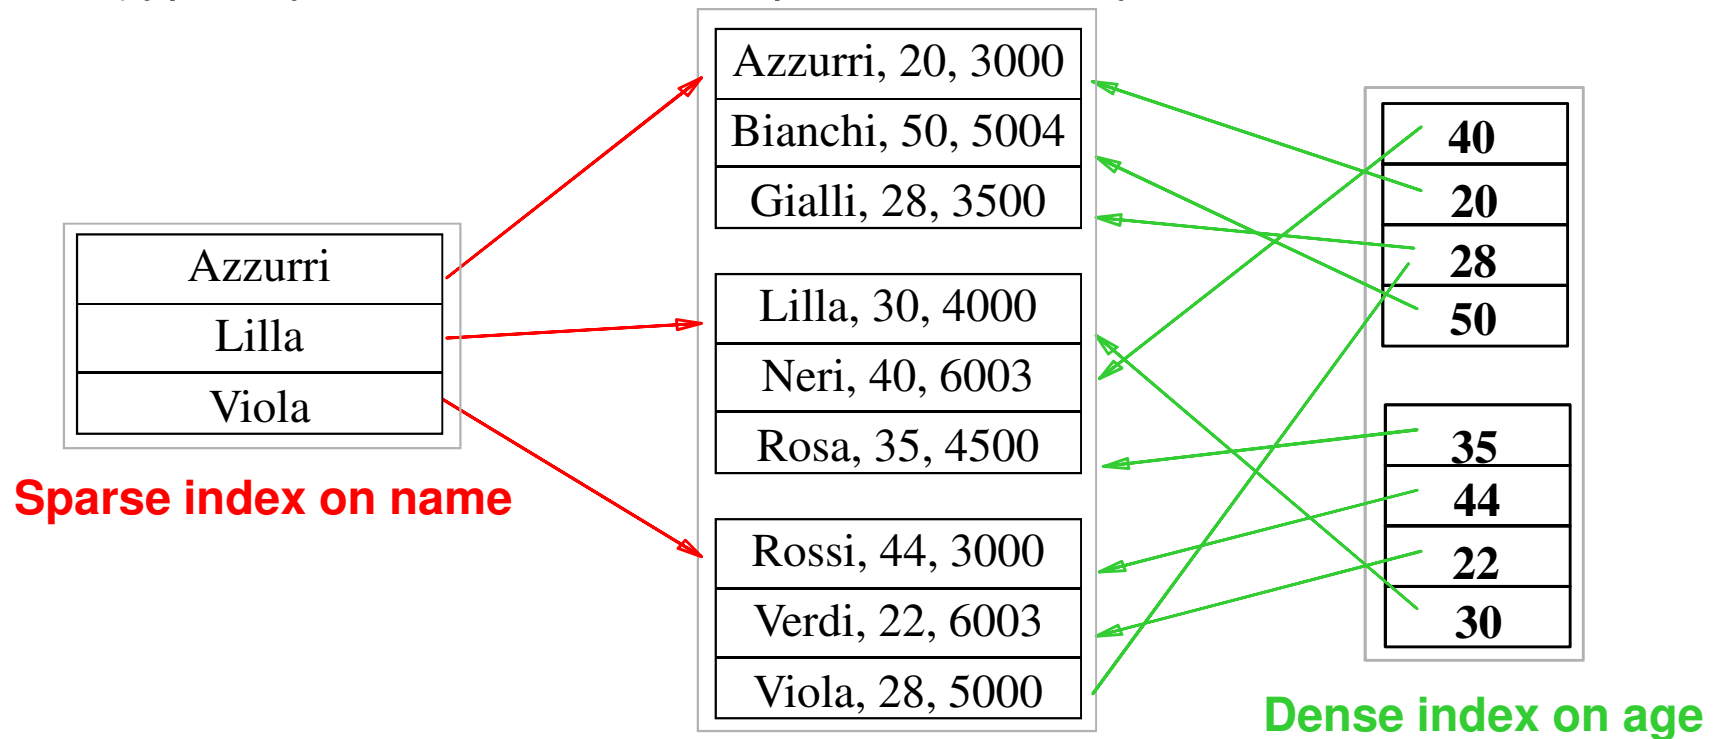 Azzurri
Lilla
Viola
Sparse index on name
Azzurri, 20, 3000
Bianchi, 50, 5004
Gialli, 28, 3500
Lilla, 30, 4000
Neri, 40, 6003
Rosa, 35, 4500
Rossi, 44, 3000
Verdi, 22, 6003
Viola, 28, 5000
40
20
28
50
35
44
22
30
Dense index on age